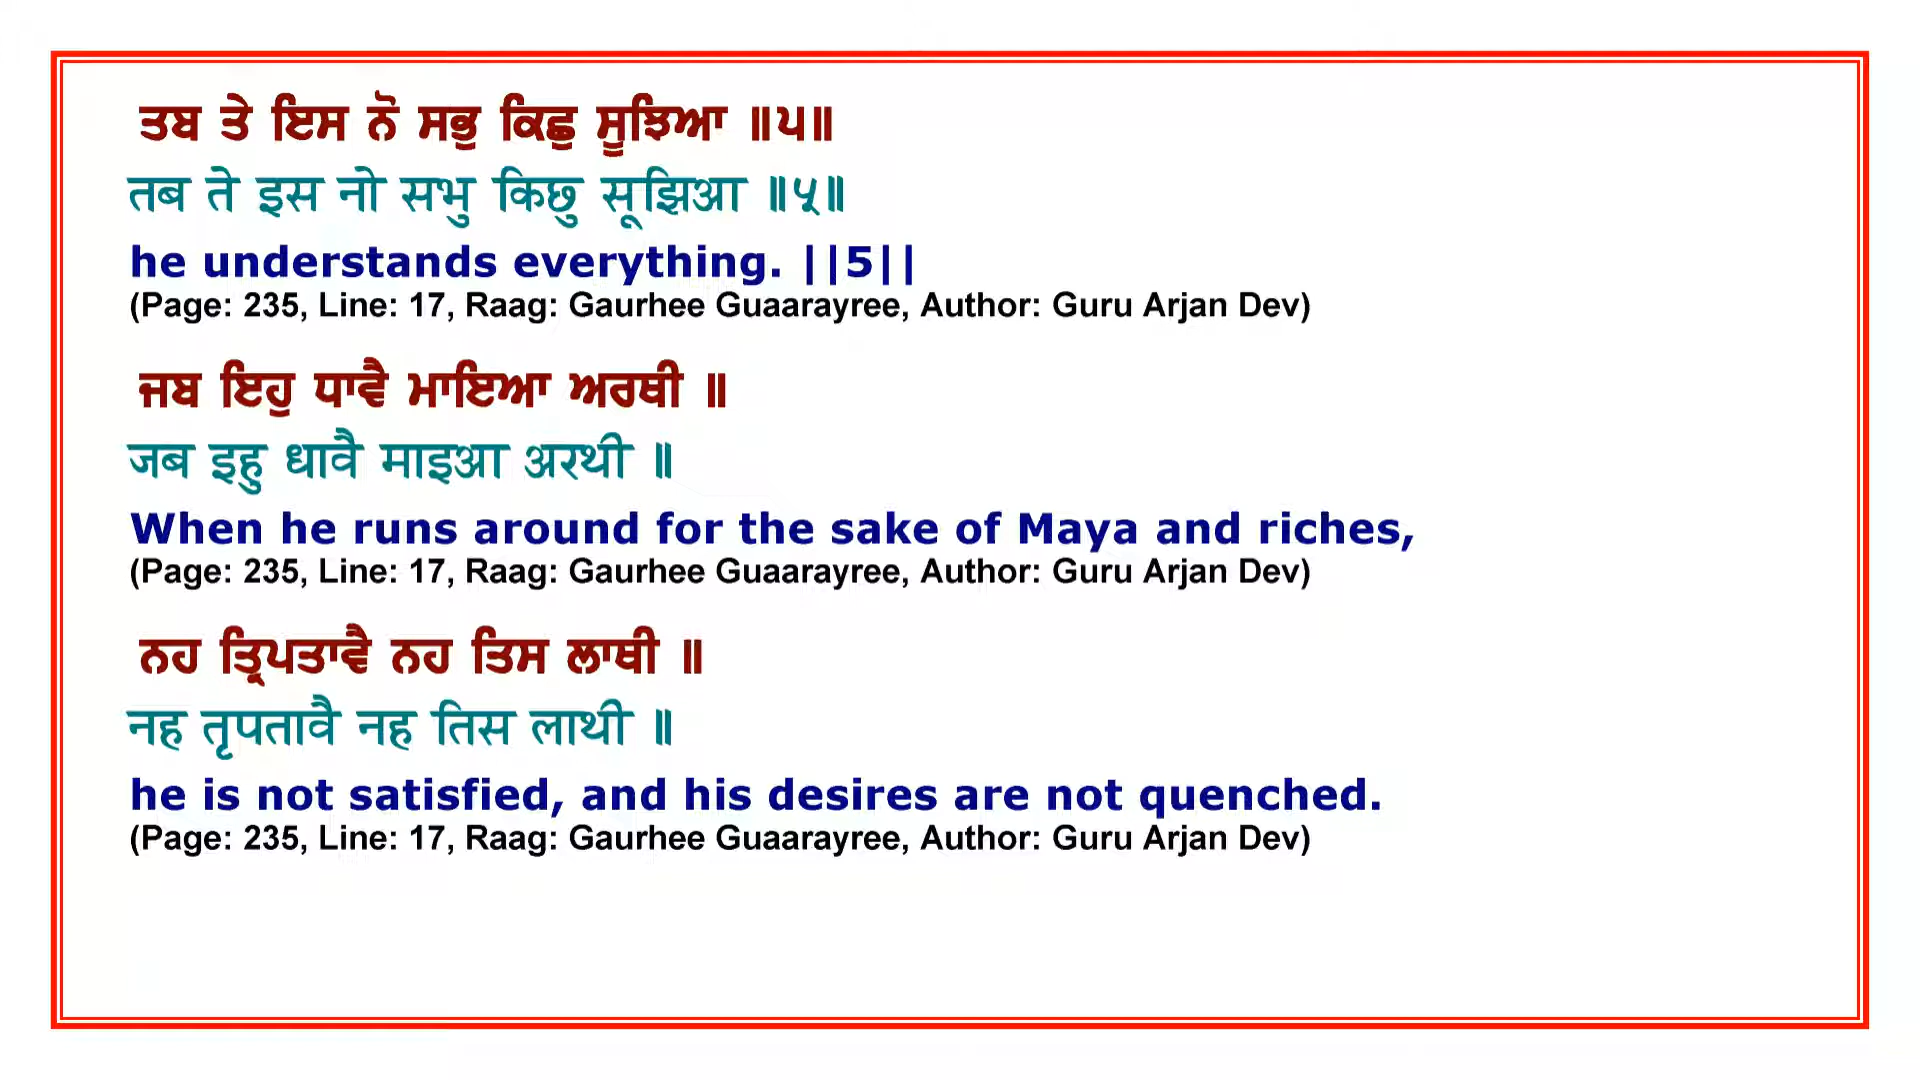 ਤਬ ਤੇ ਇਸ ਨੋ ਸਭੁ ਕਿਛੁ ਸੂਝਿਆ ॥੫॥
तब ते इस नो सभु किछु सूझिआ ॥५॥
he understands everything. ||5||
(Page: 235, Line: 17, Raag: Gaurhee Guaarayree, Author: Guru Arjan Dev)
ਜਬ ਇਹੁ ਧਾਵੈ ਮਾਇਆ ਅਰਥੀ ॥
जब इहु धावै माइआ अरथी ॥
When he runs around for the sake of Maya and riches,
(Page: 235, Line: 17, Raag: Gaurhee Guaarayree, Author: Guru Arjan Dev)
ਨਹ ਤ੍ਰਿਪਤਾਵੈ ਨਹ ਤਿਸ ਲਾਥੀ ॥
नह तृपतावै नह तिस लाथी ॥
he is not satisfied, and his desires are not quenched.
(Page: 235, Line: 17, Raag: Gaurhee Guaarayree, Author: Guru Arjan Dev)